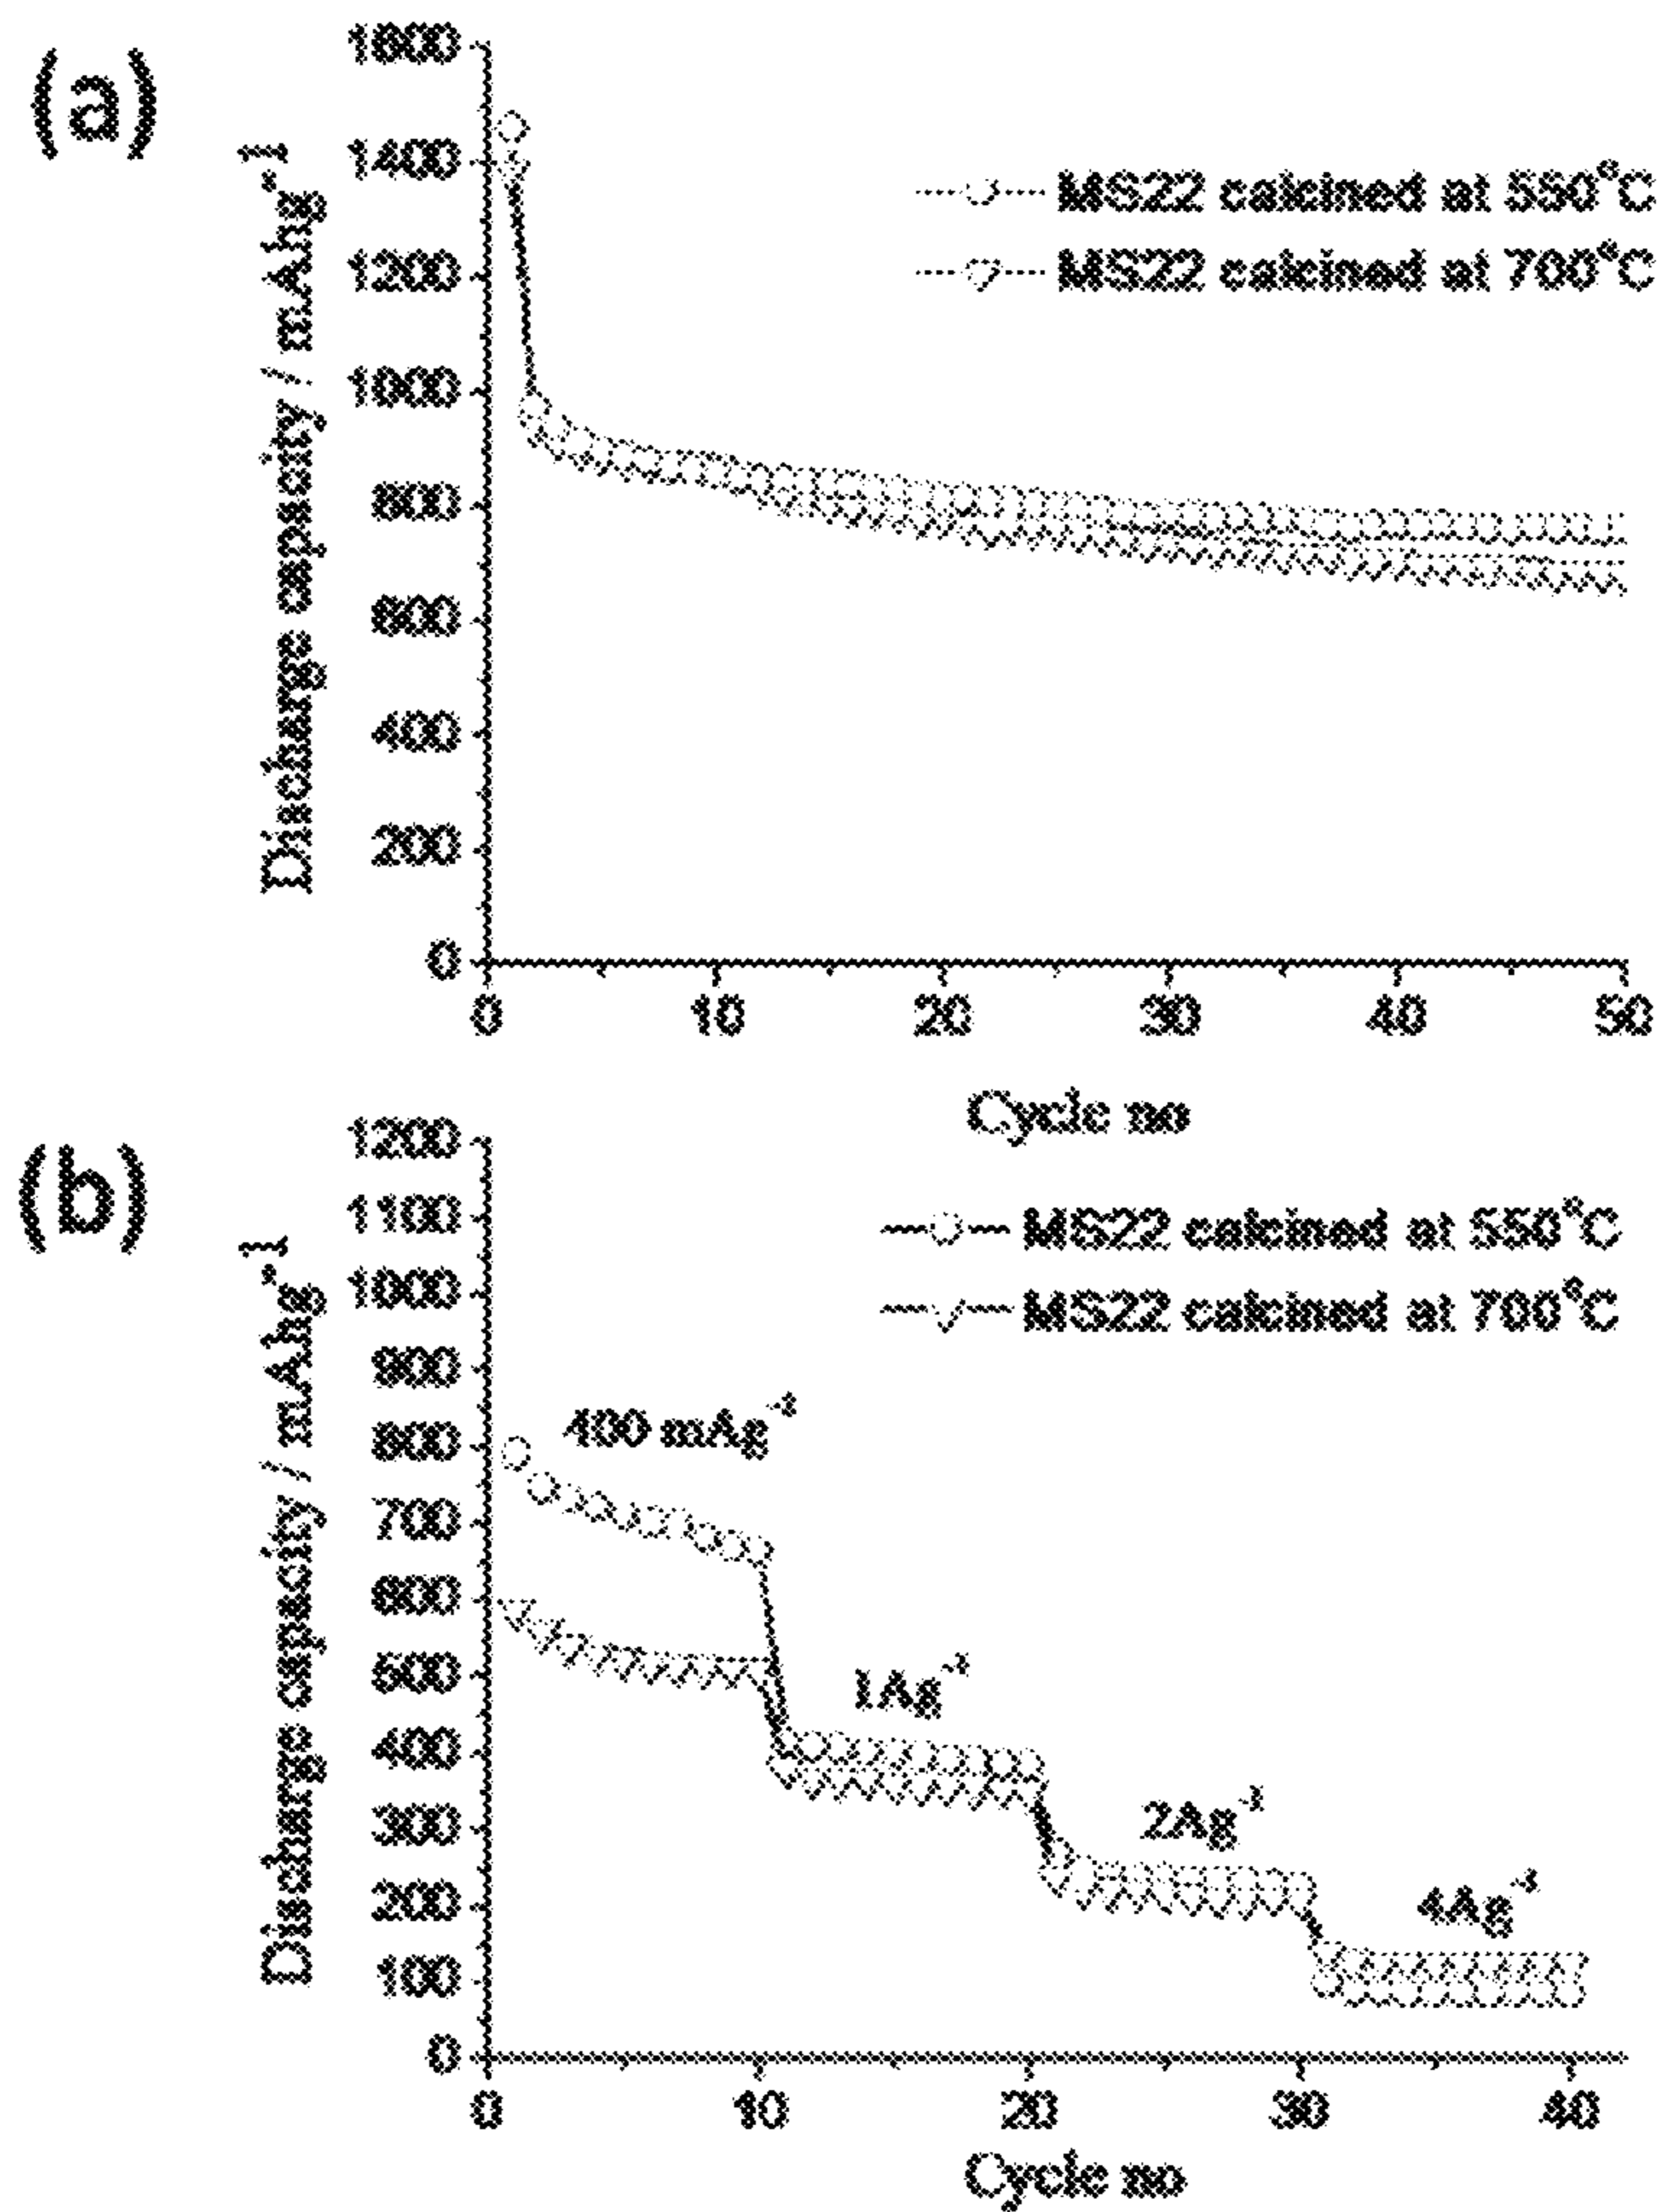 (a)
Discharge capacity / mAhg⁻¹
1600
1400
1200
1000
800
600
400
200
0
MS22 calcined at 550°C
MS22 calcined at 700°C
0 10 20 30 40 50
Cycle no
(b)
Discharge capacity / mAhg⁻¹
1200
1100
1000
900
800
700
600
500
400
300
200
100
0
MS22 calcined at 550°C
MS22 calcined at 700°C
400 mAg⁻¹
1Ag⁻¹
2Ag⁻¹
4Ag⁻¹
0 10 20 30 40
Cycle no